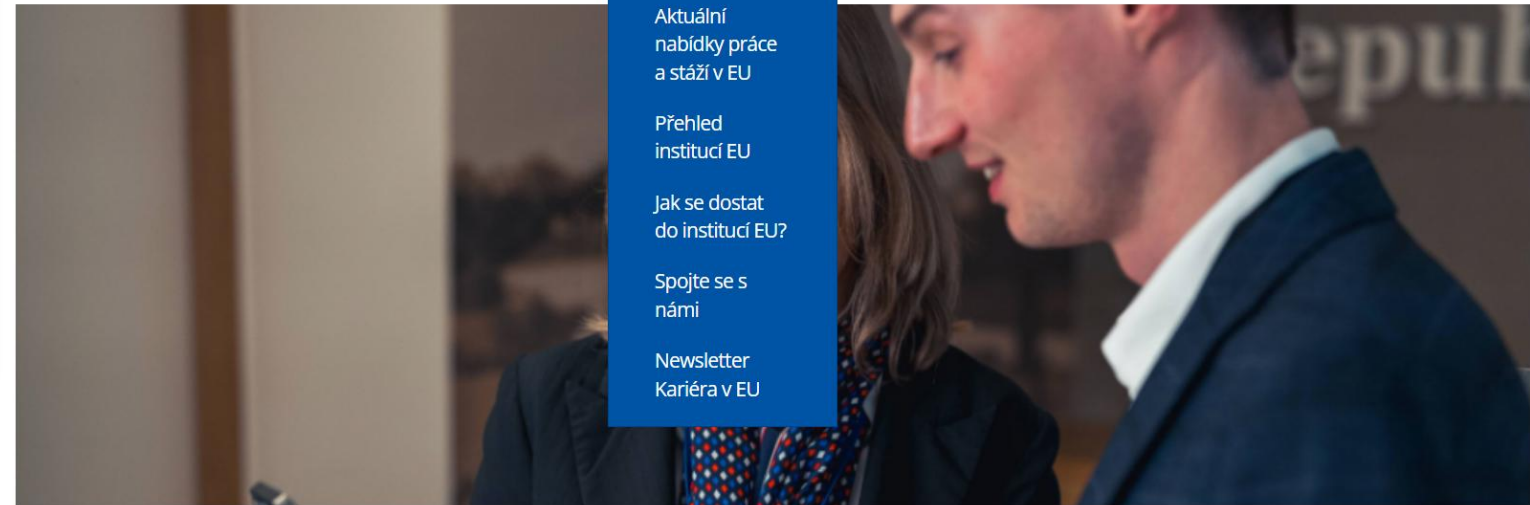 Aktuální
nabídky práce
a stáží v EU
Přehled
institucí EU
Jak se dostat
do institucí EU?
Spojte se s
námi
Newsletter
Kariéra v EU
epub